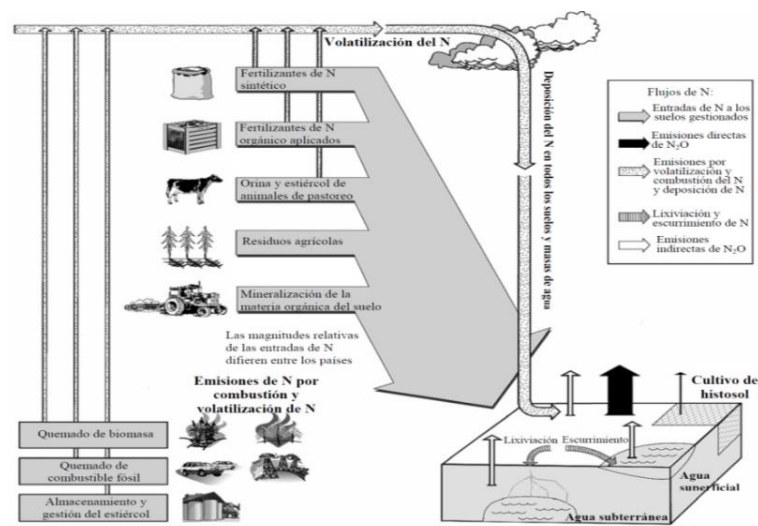 Volatilización del N
Fertilizantes de N
sintético
Fertilizantes de N
orgánico aplicados
Orina y estiércol de
animales de pastoreo
Residuos agrícolas
Mineralización de la
materia orgánica del suelo
Las magnitudes relativas
de las entradas de N
difieren entre los países
Emisiones de N por
combustión y
volatilización de N
Quemado de biomasa
Quemado de
combustible fósil
Almacenamiento y
gestión del estiércol
Deposición del N en todos los suelos y masas de agua
Flujos de N:
Entradas de N a los
suelos gestionados
Emisiones directas
de N₂O
Emisiones por
volatilización y
combustión del N
y deposición de N
Lixiviación y
escurrimiento de N
Emisiones
indirectas de N₂O
Cultivo de
histosol
Lixiviación Escurrimiento
Agua
sunerficial
Agua subterránea